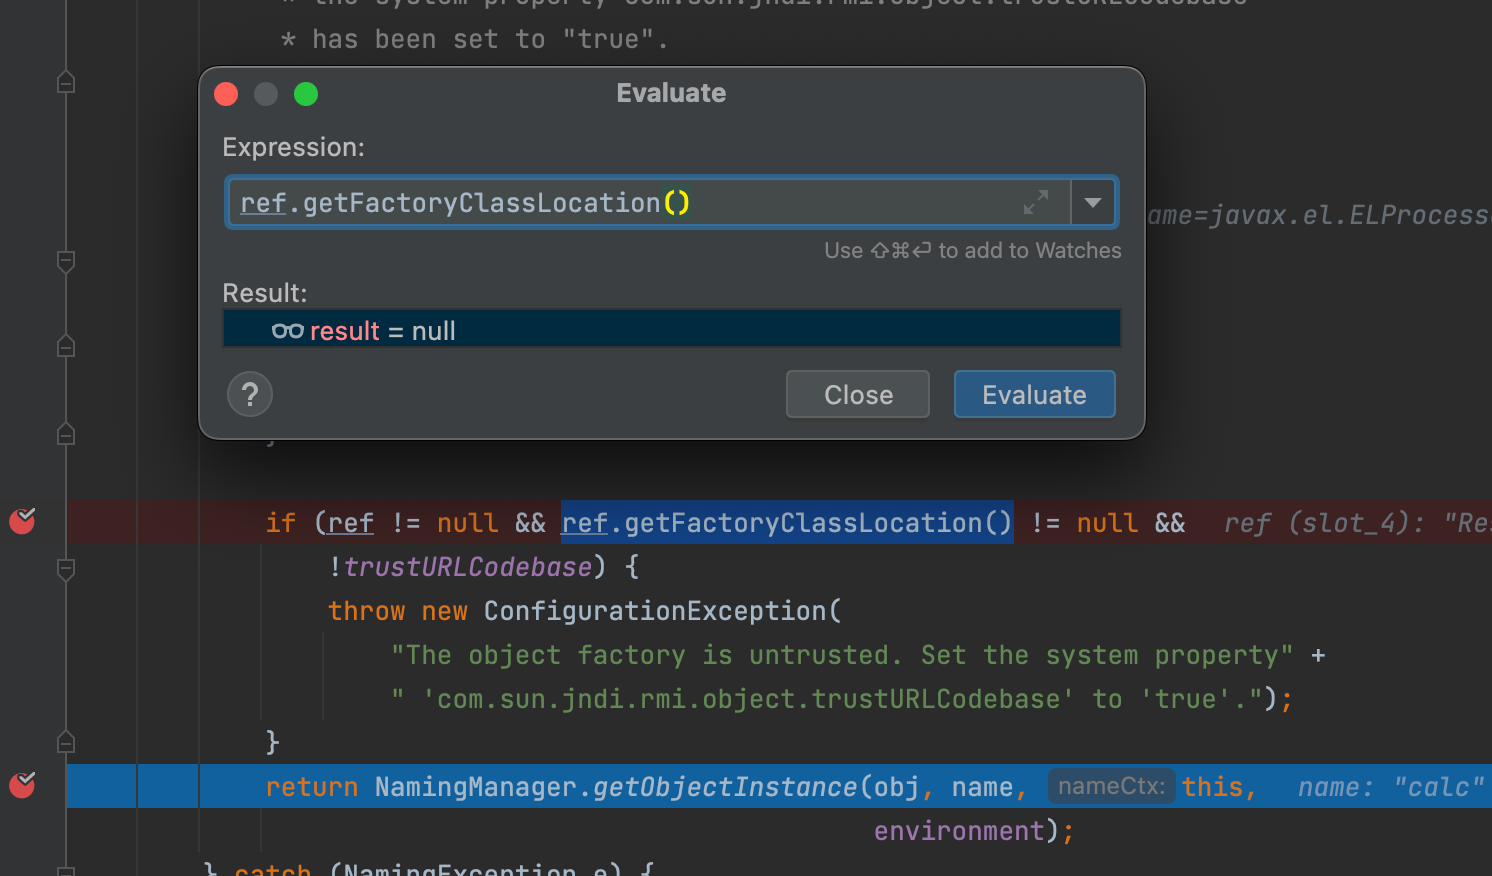 * the system property com.sun.jndi.rmi.object.trustURLCodebase
* has been set to "true".
Evaluate
Expression:
ref.getFactoryClassLocation()
ame=javax.el.ELProcess
Use ⇧⌘⏎ to add to Watches
Result:
result = null
?
Close
Evaluate
}
if (ref != null && ref.getFactoryClassLocation() != null && ref (slot_4): "Res
!trustURLCodebase) {
throw new ConfigurationException(
"The object factory is untrusted. Set the system property" +
" 'com.sun.jndi.rmi.object.trustURLCodebase' to 'true'.");
}
return NamingManager.getObjectInstance(obj, name, nameCtx: this, name: "calc"
environment);
} catch (NamingException e) {